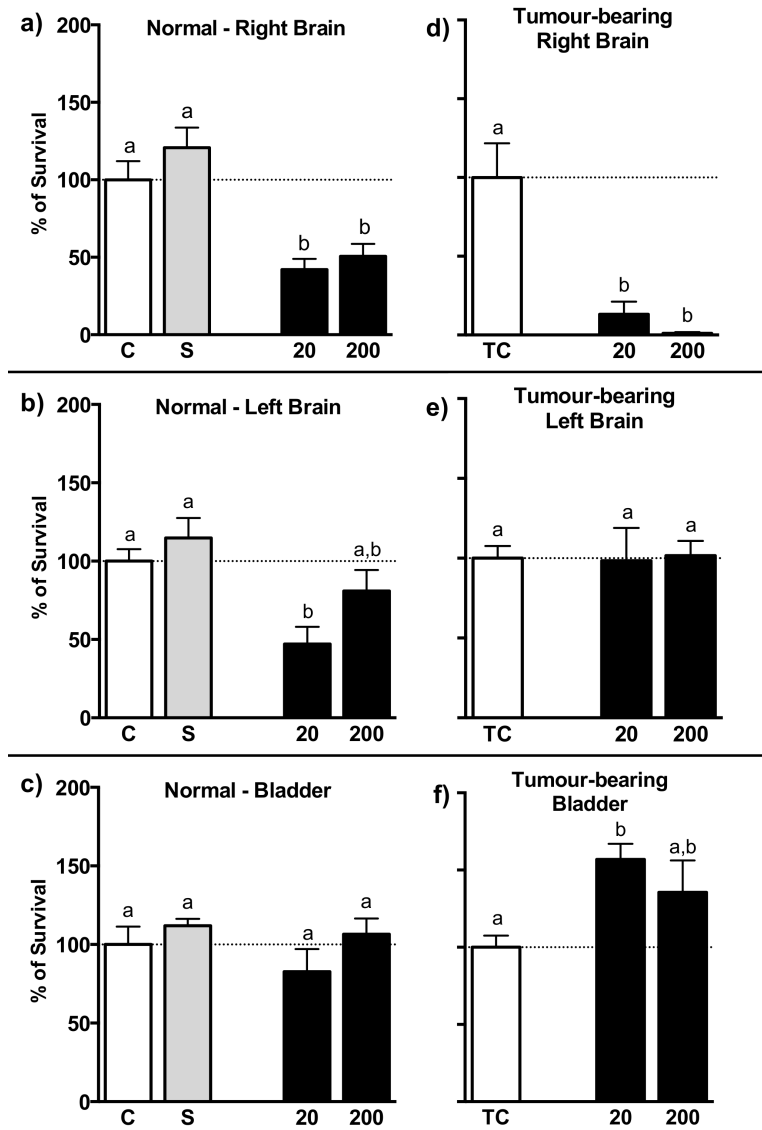 a)
Normal - Right Brain
% of Survival
200
150
100
50
0
a
a
b
b
C
S
20
200
d)
Tumour-bearing
Right Brain
a
b
b
TC
20
200
b)
Normal - Left Brain
% of Survival
200
150
100
50
0
a
a
b
a,b
C
S
20
200
e)
Tumour-bearing
Left Brain
a
a
a
TC
20
200
c)
Normal - Bladder
% of Survival
200
150
100
50
0
a
a
a
a
C
S
20
200
f)
Tumour-bearing
Bladder
a
b
a,b
TC
20
200